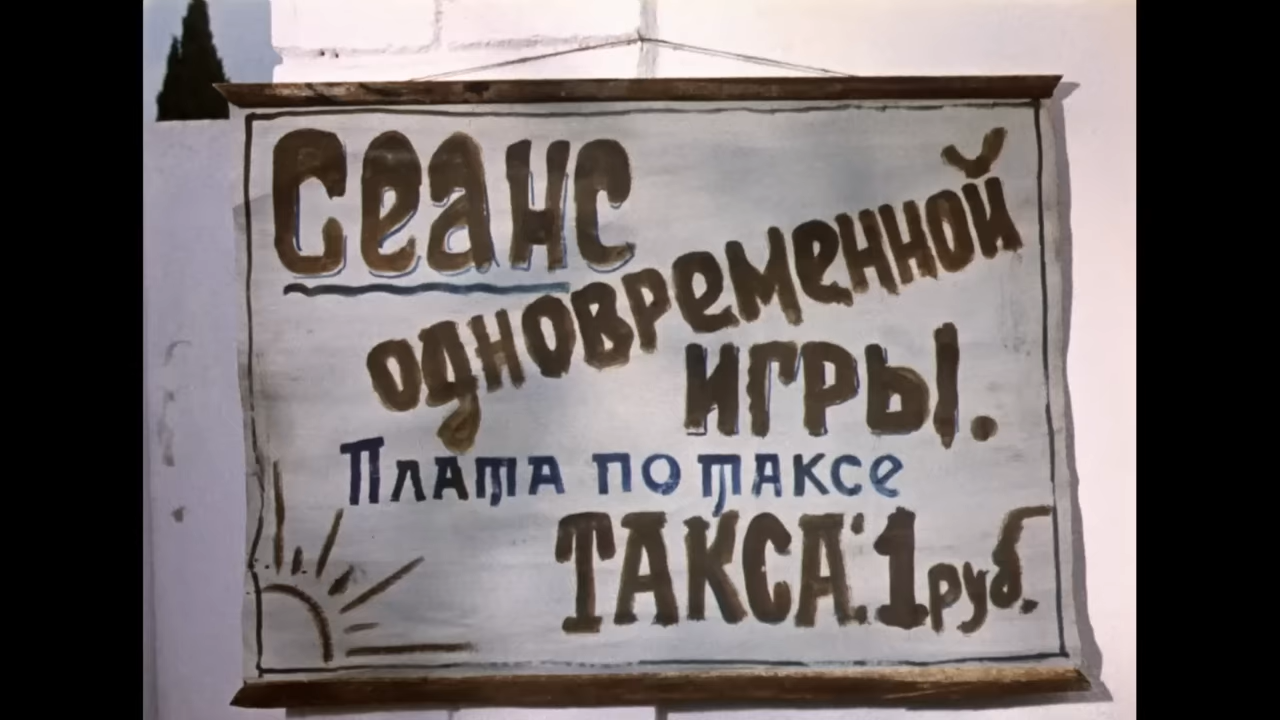 Сеанс
одновременной
игры.
Плата по таксе
ТАКСА: 1 руб.